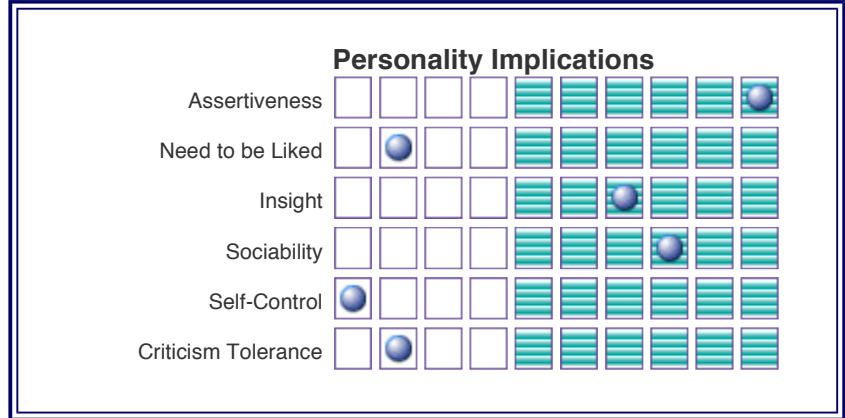 Personality Implications
Assertiveness
Need to be Liked
Insight
Sociability
Self-Control
Criticism Tolerance